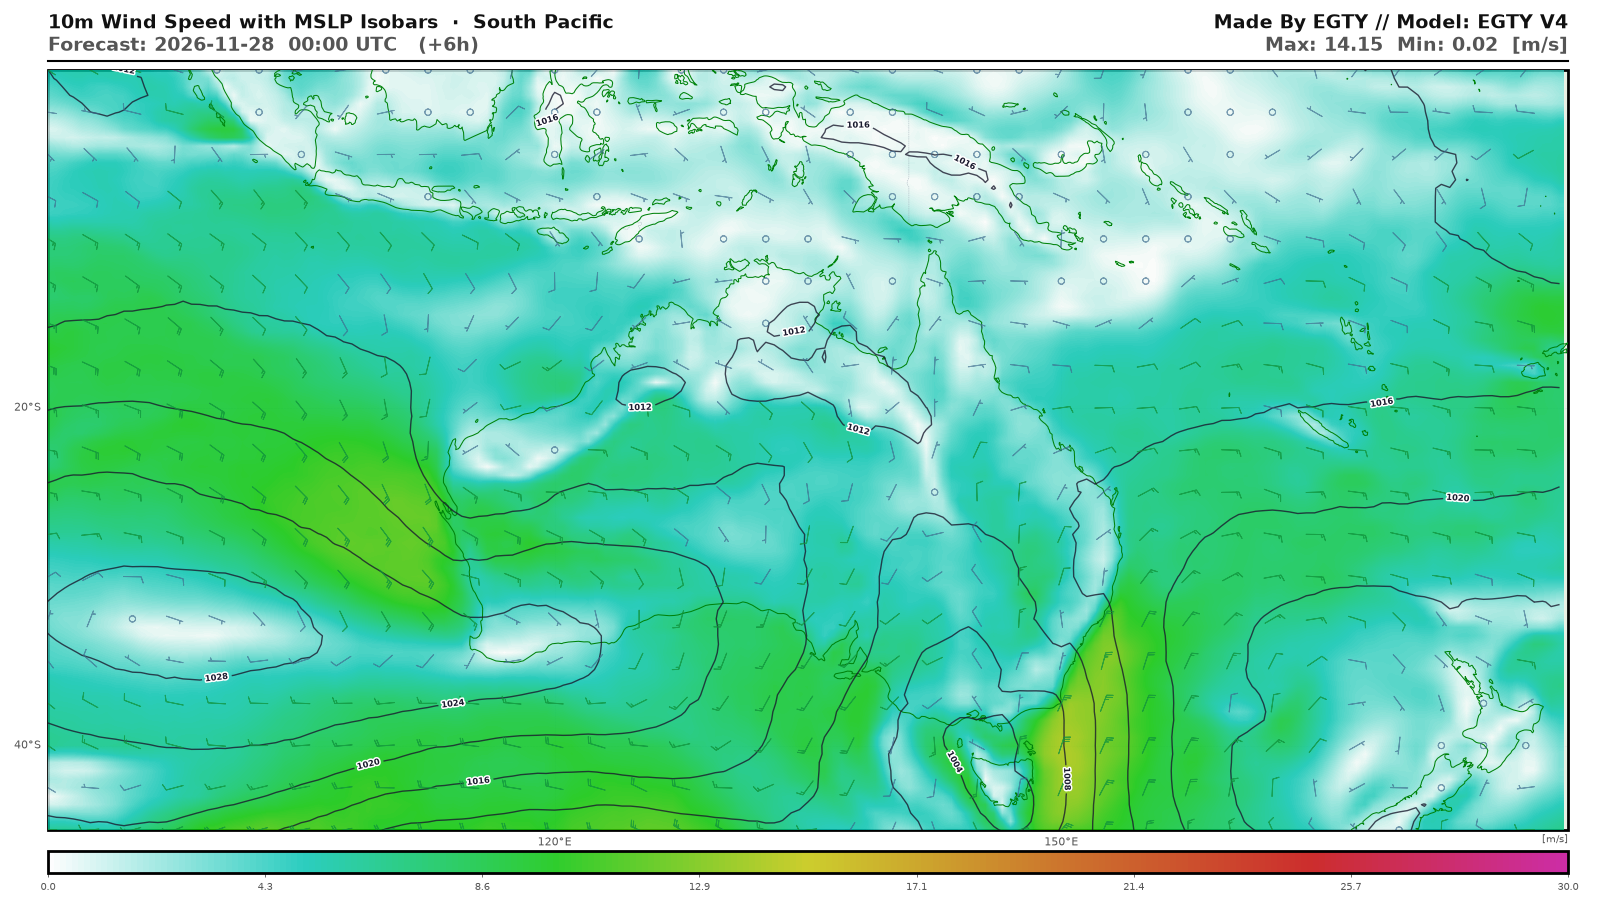 10m Wind Speed with MSLP Isobars · South Pacific
Made By EGTY // Model: EGTY V4
Forecast: 2026-11-28 00:00 UTC (+6h)
Max: 14.15 Min: 0.02 [m/s]
1016
1016
1016
1012
20°S
1012
1012
1016
1020
1028
1024
40°S
1020
1016
1004
1008
120°E
150°E
[m/s]
0.0
4.3
8.6
12.9
17.1
21.4
25.7
30.0